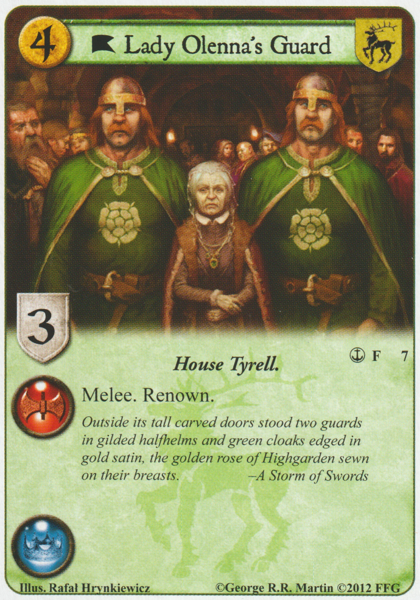 4
Lady Olenna's Guard
3
House Tyrell.
F 7
Melee. Renown.
Outside its tall carved doors stood two guards
in gilded halfhelms and green cloaks edged in
gold satin, the golden rose of Highgarden sewn
on their breasts. –A Storm of Swords
Illus. Rafał Hrynkiewicz ©George R.R. Martin ©2012 FFG